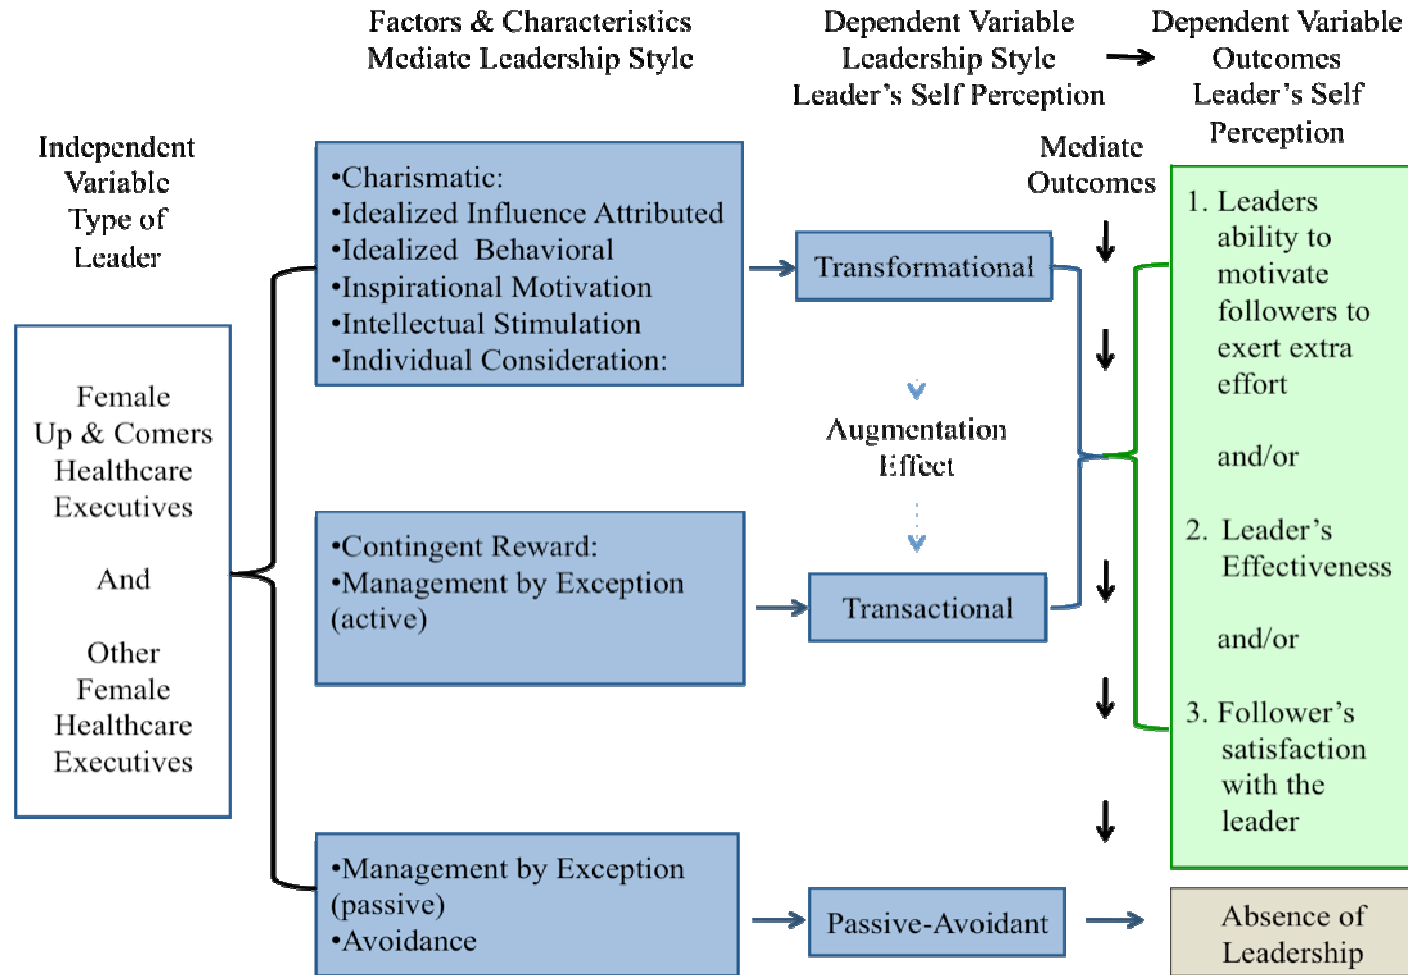 Factors & Characteristics
Mediate Leadership Style
Dependent Variable
Leadership Style
Leader's Self Perception
Dependent Variable
Outcomes
Leader's Self
Perception
Independent
Variable
Type of
Leader
Mediate
Outcomes
Female
Up & Comers
Healthcare
Executives
And
Other
Female
Healthcare
Executives
•Charismatic:
•Idealized Influence Attributed
•Idealized Behavioral
•Inspirational Motivation
•Intellectual Stimulation
•Individual Consideration:
•Contingent Reward:
•Management by Exception
(active)
•Management by Exception
(passive)
•Avoidance
Transformational
Augmentation
Effect
Transactional
Passive-Avoidant
1. Leaders
ability to
motivate
followers to
exert extra
effort
and/or
2. Leader's
Effectiveness
and/or
3. Follower's
satisfaction
with the
leader
Absence of
Leadership